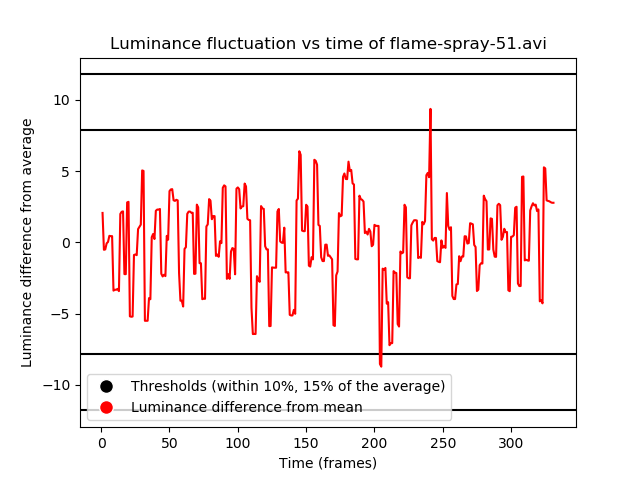 Luminance fluctuation vs time of flame-spray-51.avi
Luminance difference from average
10
5
0
−5
−10
Thresholds (within 10%, 15% of the average)
Luminance difference from mean
0 50 100 150 200 250 300
Time (frames)